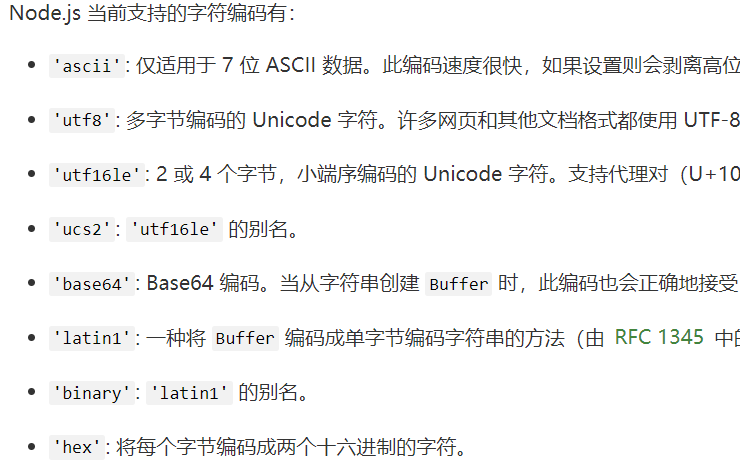 Node.js 当前支持的字符编码有：
'ascii': 仅适用于 7 位 ASCII 数据。此编码速度很快，如果设置则会剥离高位
'utf8': 多字节编码的 Unicode 字符。许多网页和其他文档格式都使用 UTF-8
'utf16le': 2 或 4 个字节，小端序编码的 Unicode 字符。支持代理对（U+10
'ucs2': 'utf16le' 的别名。
'base64': Base64 编码。当从字符串创建 Buffer 时，此编码也会正确地接受
'latin1': 一种将 Buffer 编码成单字节编码字符串的方法（由 RFC 1345 中的
'binary': 'latin1' 的别名。
'hex': 将每个字节编码成两个十六进制的字符。